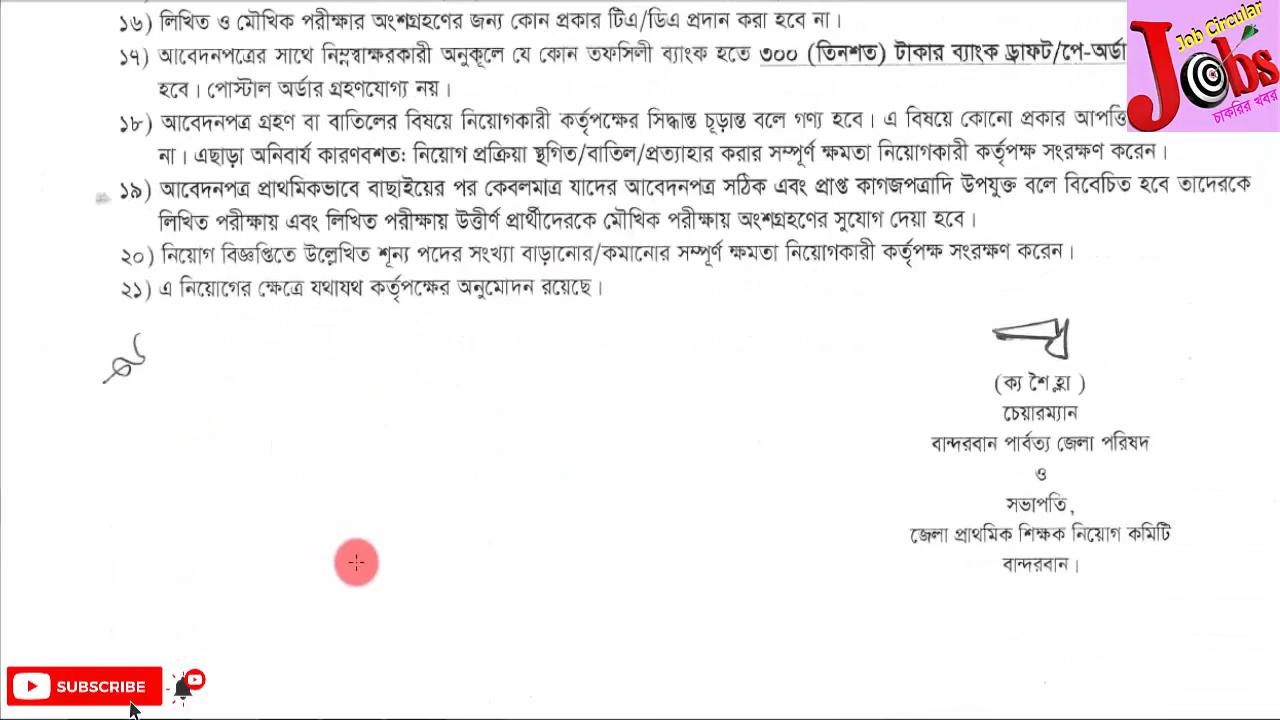 ১৬) লিখিত ও মৌখিক পরীক্ষার অংশগ্রহণের জন্য কোন প্রকার টিএ/ডিএ প্রদান করা হবে না।
১৭) আবেদনপত্রের সাথে নিম্নস্বাক্ষরকারী অনুকূলে যে কোন তফসিলী ব্যাংক হতে ৩০০ (তিনশত) টাকার ব্যাংক ড্রাফট/পে-অর্ডা
হবে। পোস্টাল অর্ডার গ্রহণযোগ্য নয়।
১৮) আবেদনপত্র গ্রহণ বা বাতিলের বিষয়ে নিয়োগকারী কর্তৃপক্ষের সিদ্ধান্ত চূড়ান্ত বলে গণ্য হবে। এ বিষয়ে কোনো প্রকার আপত্তি
না। এছাড়া অনিবার্য কারণবশত: নিয়োগ প্রক্রিয়া স্থগিত/বাতিল/প্রত্যাহার করার সম্পূর্ণ ক্ষমতা নিয়োগকারী কর্তৃপক্ষ সংরক্ষণ করেন।
১৯) আবেদনপত্র প্রাথমিকভাবে বাছাইয়ের পর কেবলমাত্র যাদের আবেদনপত্র সঠিক এবং প্রাপ্ত কাগজপত্রাদি উপযুক্ত বলে বিবেচিত হবে তাদেরকে
লিখিত পরীক্ষায় এবং লিখিত পরীক্ষায় উত্তীর্ণ প্রার্থীদেরকে মৌখিক পরীক্ষায় অংশগ্রহণের সুযোগ দেয়া হবে।
২০) নিয়োগ বিজ্ঞপ্তিতে উল্লেখিত শূন্য পদের সংখ্যা বাড়ানোর/কমানোর সম্পূর্ণ ক্ষমতা নিয়োগকারী কর্তৃপক্ষ সংরক্ষণ করেন।
২১) এ নিয়োগের ক্ষেত্রে যথাযথ কর্তৃপক্ষের অনুমোদন রয়েছে।
(ক্য শৈ হ্লা )
চেয়ারম্যান
বান্দরবান পার্বত্য জেলা পরিষদ
ও
সভাপতি,
জেলা প্রাথমিক শিক্ষক নিয়োগ কমিটি
বান্দরবান।
Job Circular
Jobs
চাকরির খবর
SUBSCRIBE